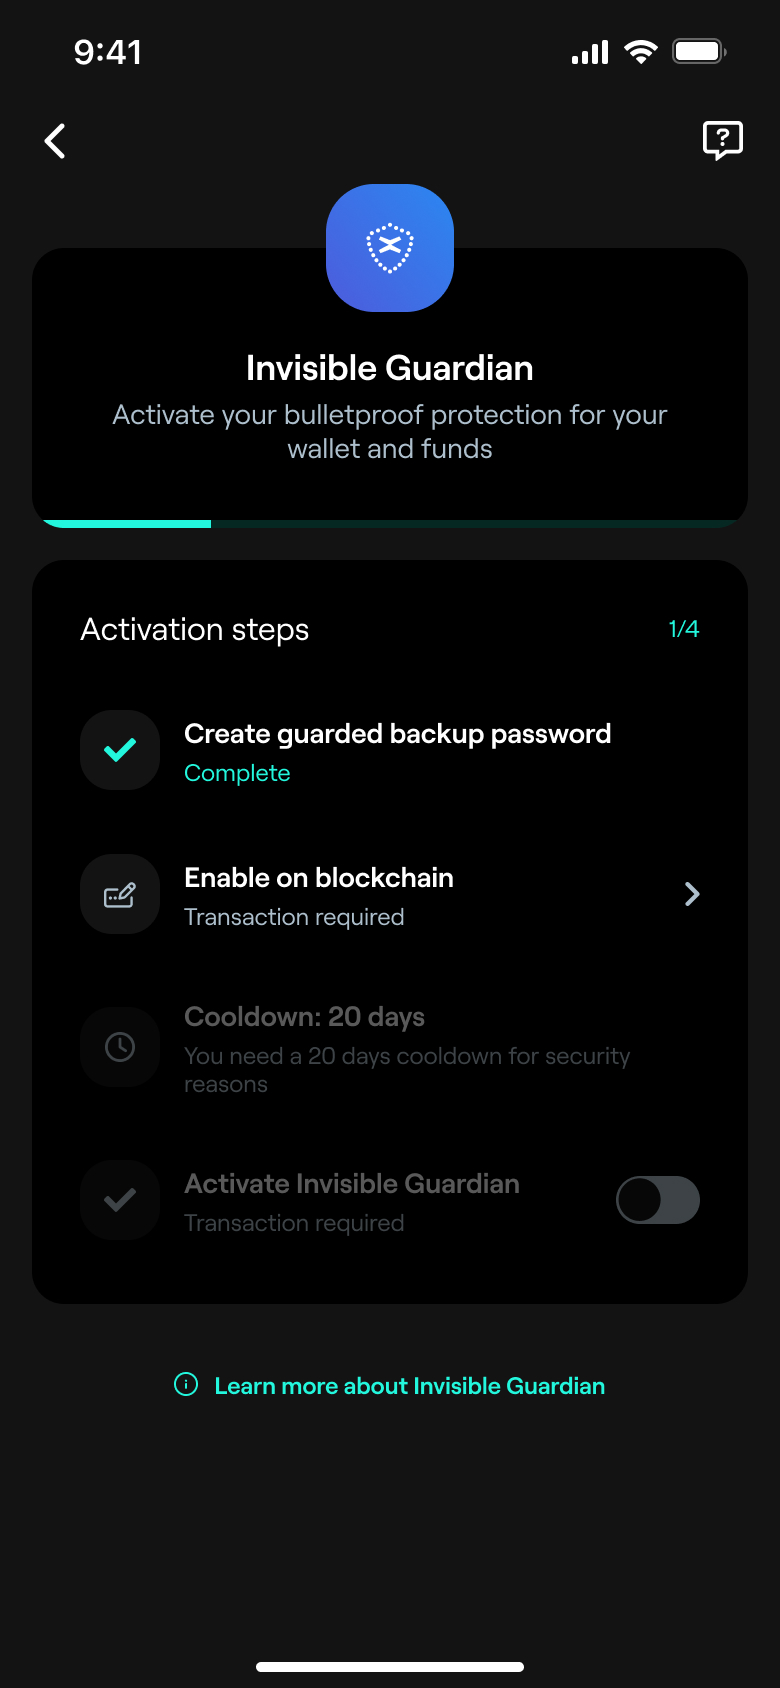 9:41
Invisible Guardian
Activate your bulletproof protection for your
wallet and funds
Activation steps
1/4
Create guarded backup password
Complete
Enable on blockchain
Transaction required
Cooldown: 20 days
You need a 20 days cooldown for security
reasons
Activate Invisible Guardian
Transaction required
Learn more about Invisible Guardian